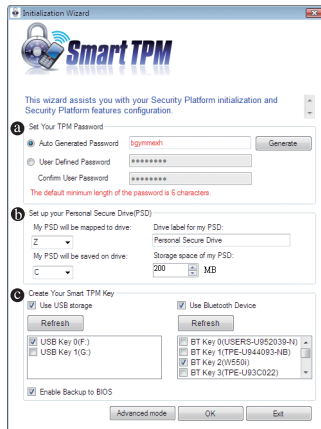 Initialization Wizard
Smart TPM
This wizard assists you with your Security Platform initialization and
Security Platform features configuration.
a Set Your TPM Password
Auto Generated Password bgymmexh Generate
User Defined Password ********
Confirm User Password ********
The default minimum length of the password is 6 characters.
b Set up your Personal Secure Drive(PSD)
My PSD will be mapped to drive: Drive label for my PSD:
Z Personal Secure Drive
My PSD will be saved on drive: Storage space of my PSD:
C 200 MB
c Create Your Smart TPM Key
Use USB storage Use Bluetooth Device
Refresh Refresh
USB Key 0(F:) BT Key 0(USERS-U952039-N)
USB Key 1(G:) BT Key 1(TPE-U944093-NB)
BT Key 2(W550i)
BT Key 3(TPE-U93C022)
Enable Backup to BIOS
Advanced mode OK Exit